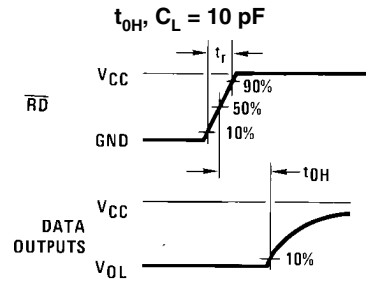 t0H, CL = 10 pF
tr
VCC
90%
RD
50%
10%
GND
t0H
VCC
DATA
OUTPUTS
10%
VOL